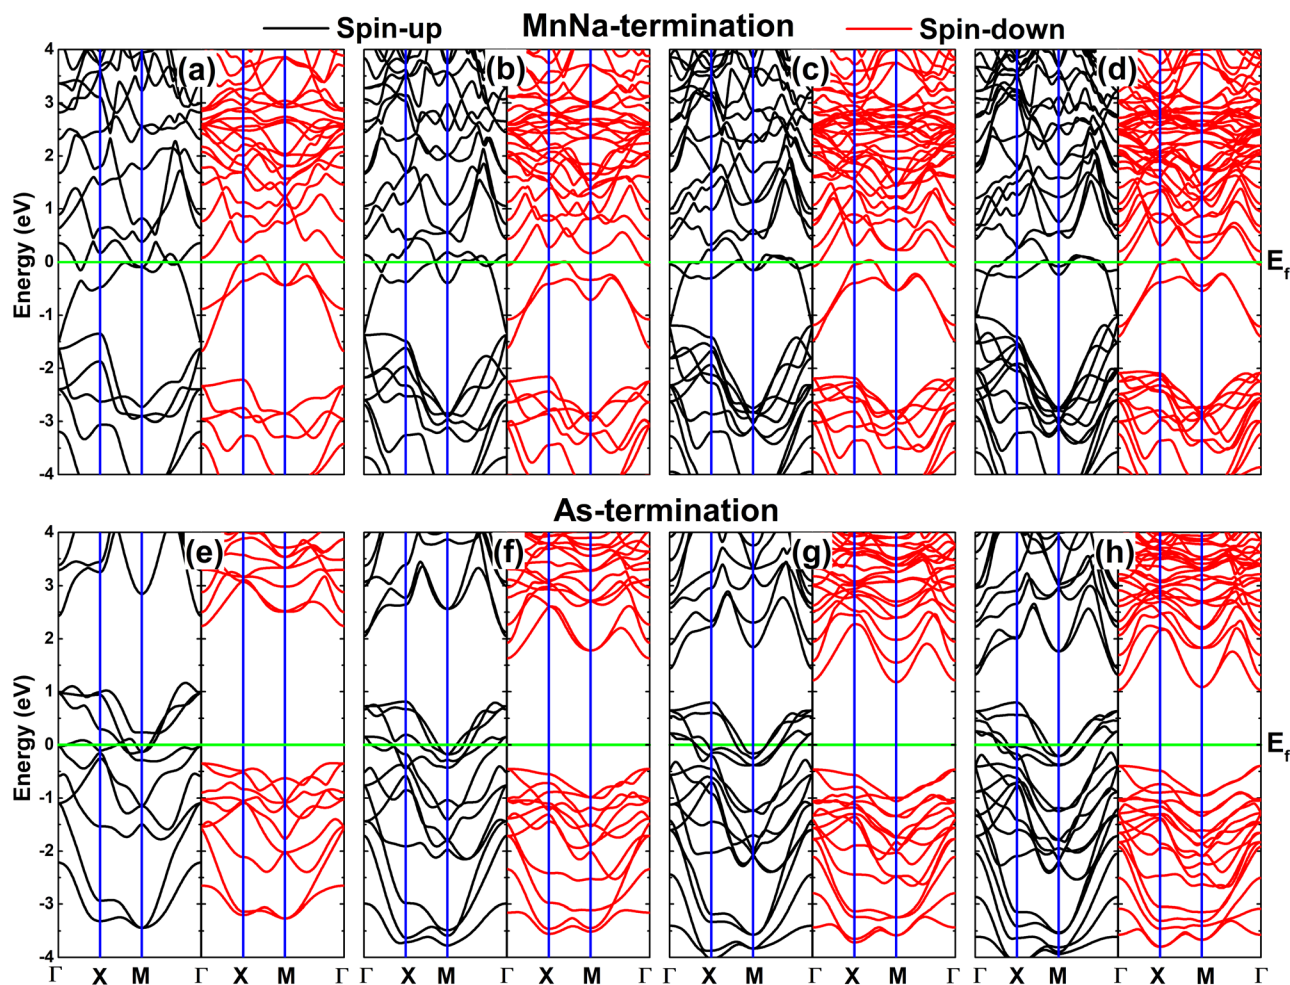 Spin-up MnNa-termination Spin-down
(a) (b) (c) (d)
4
3
2
1
0
-1
-2
-3
-4
Energy (eV)
E_f
As-termination
(e) (f) (g) (h)
4
3
2
1
0
-1
-2
-3
-4
Energy (eV)
E_f
Γ X M Γ X M Γ Γ X M Γ X M Γ Γ X M Γ X M Γ Γ X M Γ X M Γ